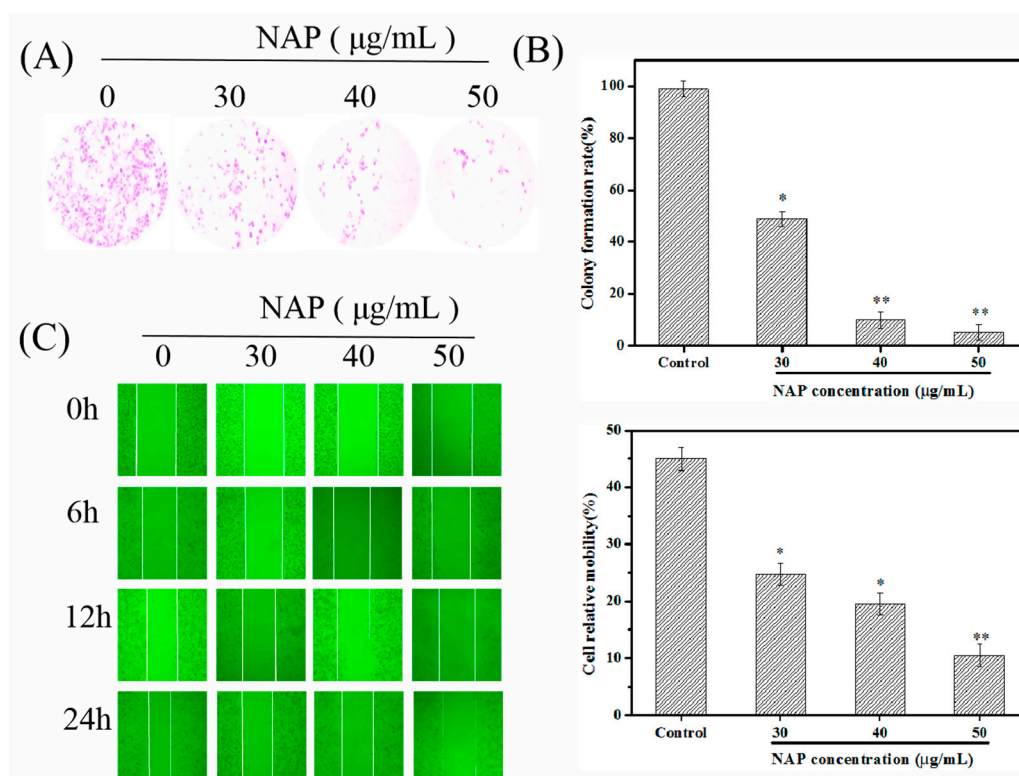 (A)
NAP ( μg/mL )
0 30 40 50
(B)
Colony formation rate(%)
100
80
60
40
20
0
*
**
**
Control 30 40 50
NAP concentration (μg/mL)
(C)
NAP ( μg/mL )
0 30 40 50
0h
6h
12h
24h
Cell relative mobility(%)
50
40
30
20
10
0
*
*
**
Control 30 40 50
NAP concentration (μg/mL)